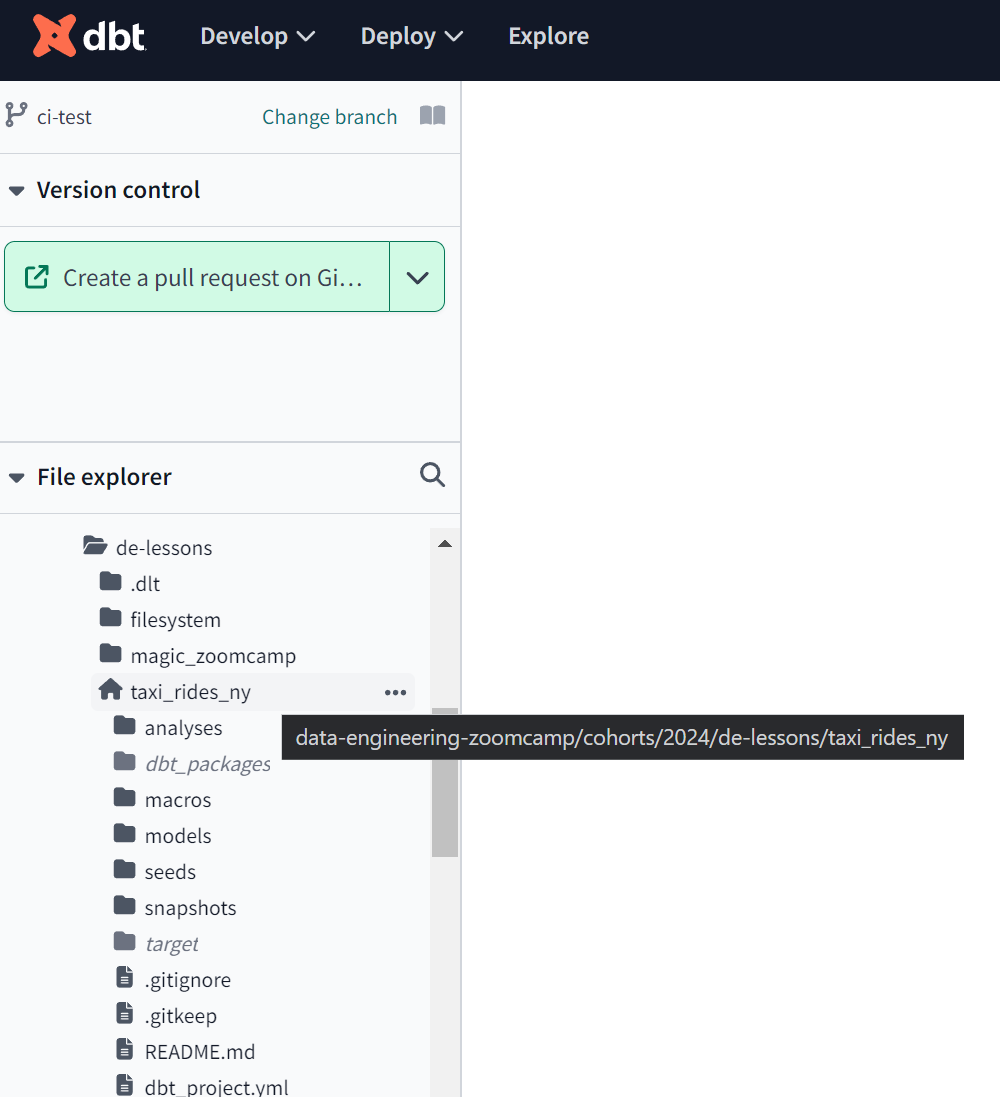 dbt
Develop
Deploy
Explore
ci-test
Change branch
Version control
Create a pull request on Gi...
File explorer
de-lessons
.dlt
filesystem
magic_zoomcamp
taxi_rides_ny
analyses
data-engineering-zoomcamp/cohorts/2024/de-lessons/taxi_rides_ny
dbt_packages
macros
models
seeds
snapshots
target
.gitignore
.gitkeep
README.md
dbt_project.yml